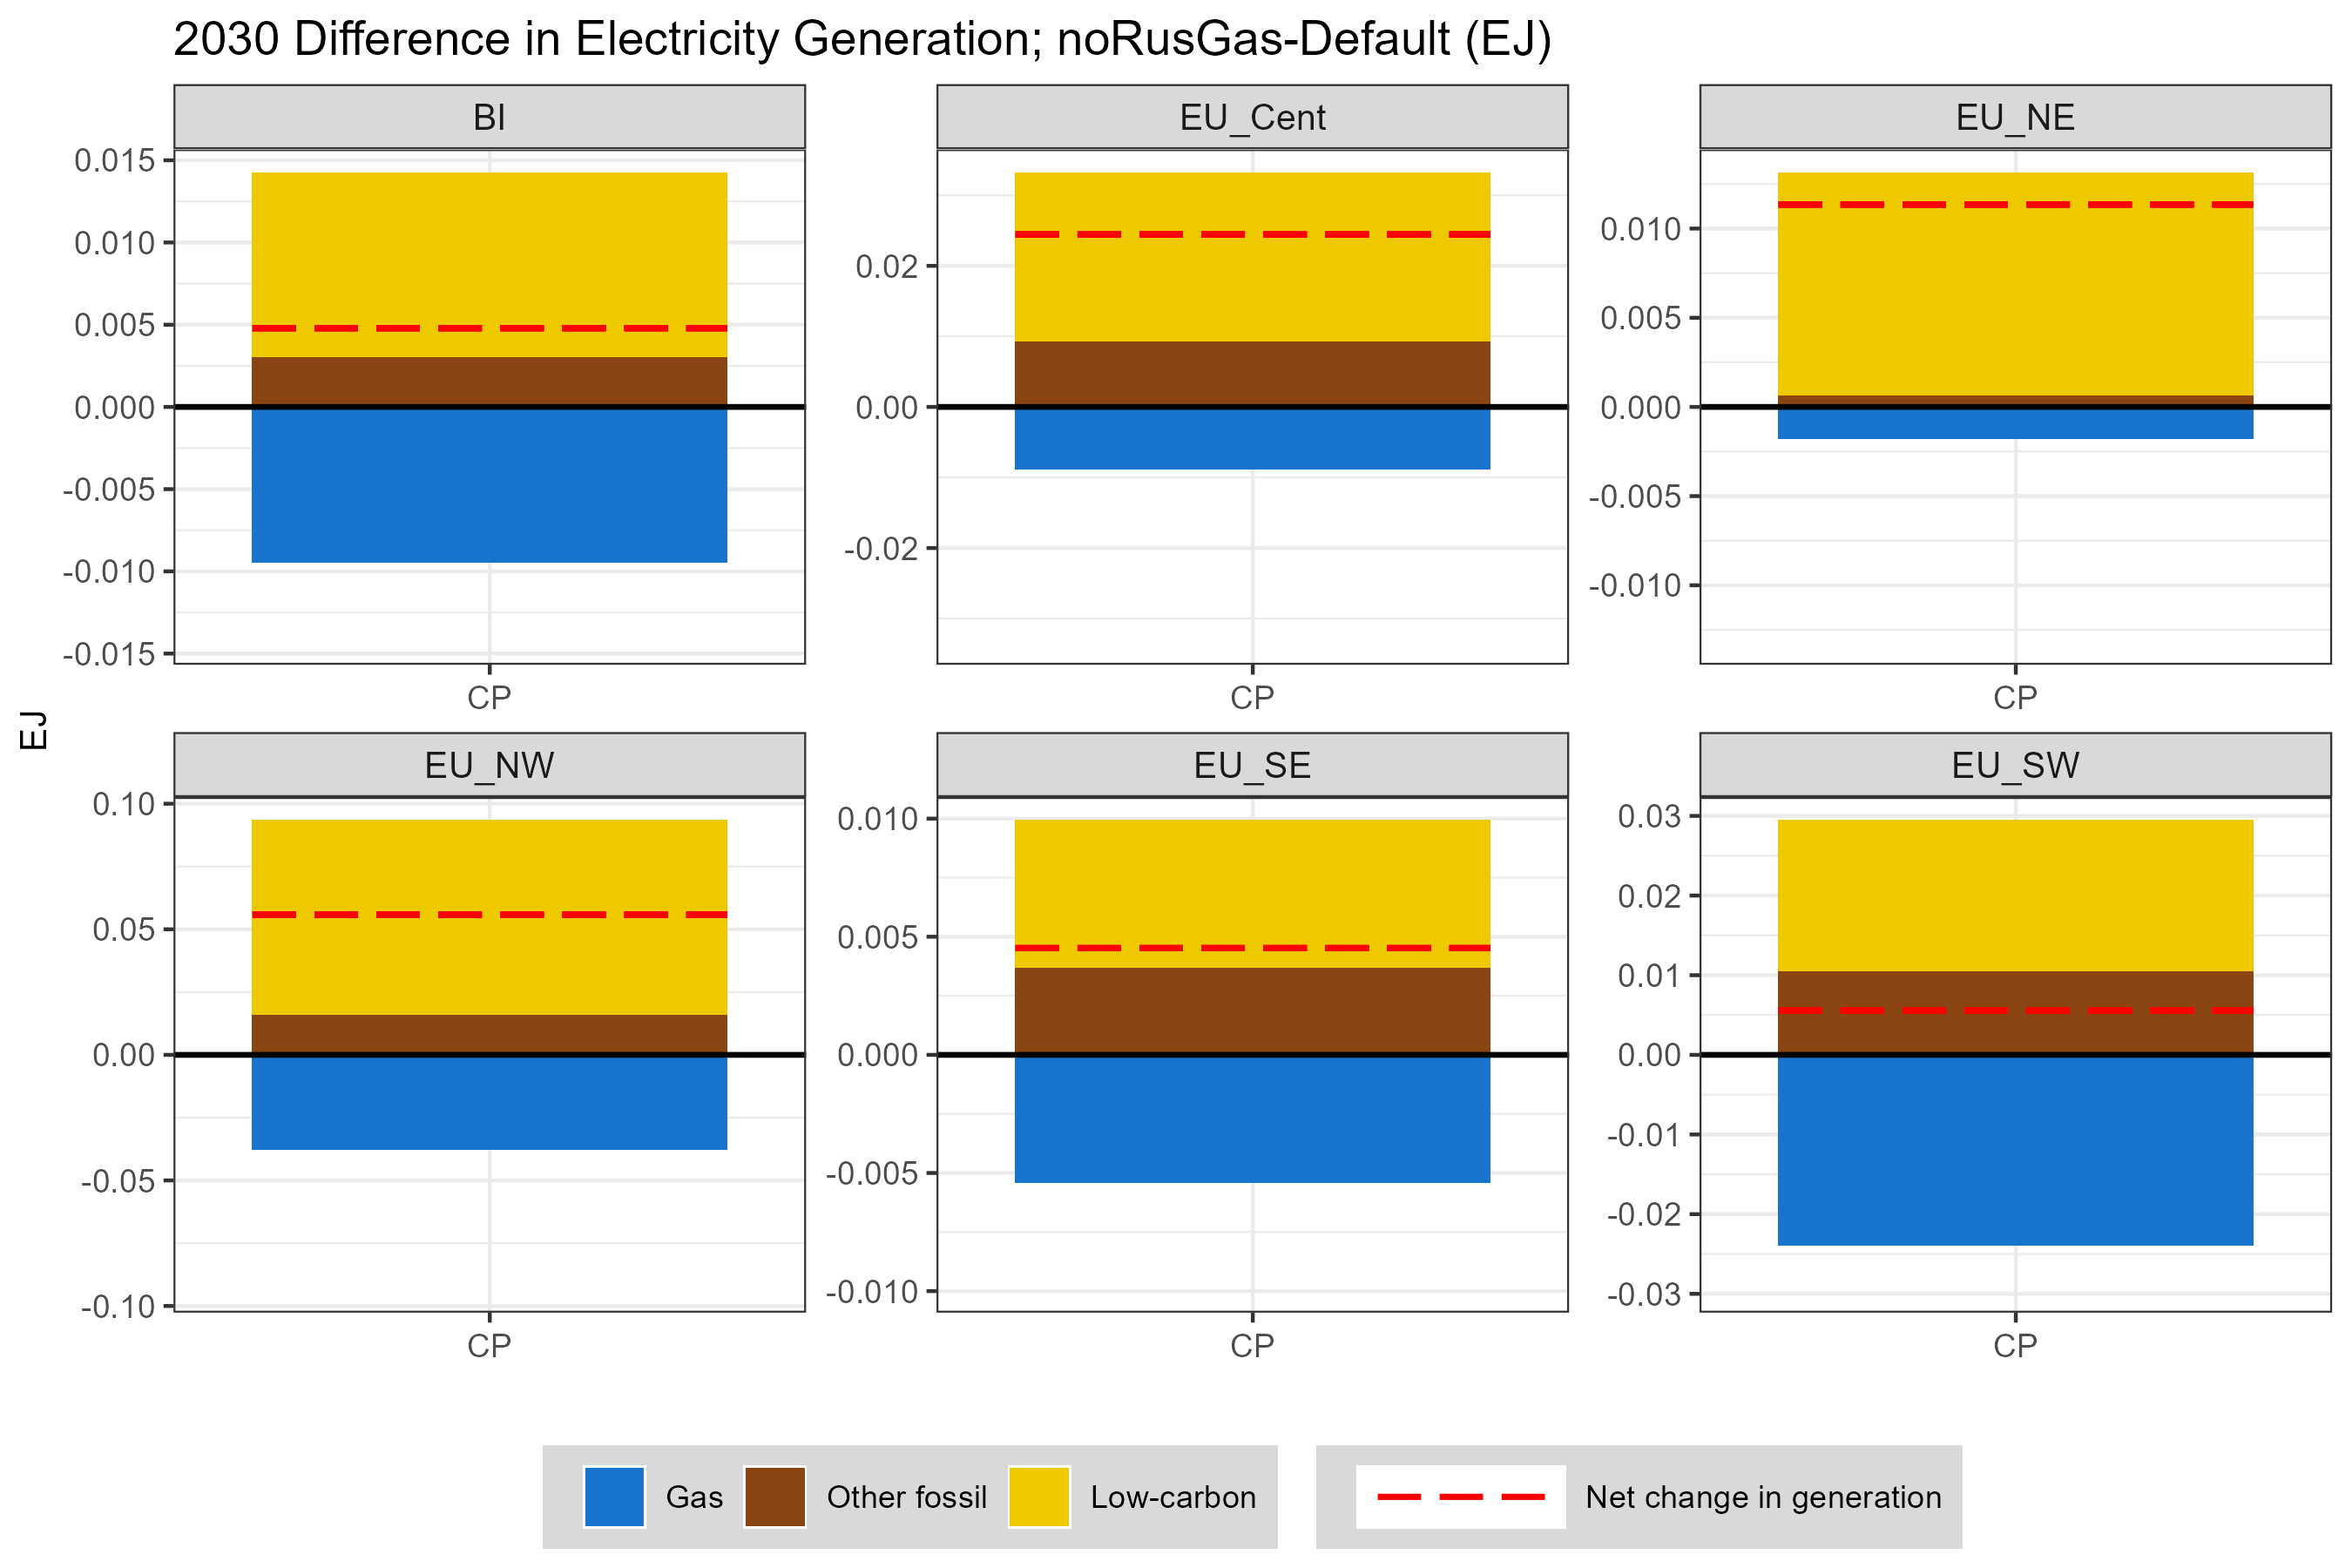 2030 Difference in Electricity Generation; noRusGas-Default (EJ)
BI
EU_Cent
EU_NE
0.015
0.010
0.005
0.000
-0.005
-0.010
-0.015
0.02
0.00
-0.02
0.010
0.005
0.000
-0.005
-0.010
CP
CP
CP
EJ
EU_NW
EU_SE
EU_SW
0.10
0.05
0.00
-0.05
-0.10
0.010
0.005
0.000
-0.005
-0.010
0.03
0.02
0.01
0.00
-0.01
-0.02
-0.03
CP
CP
CP
Gas
Other fossil
Low-carbon
Net change in generation